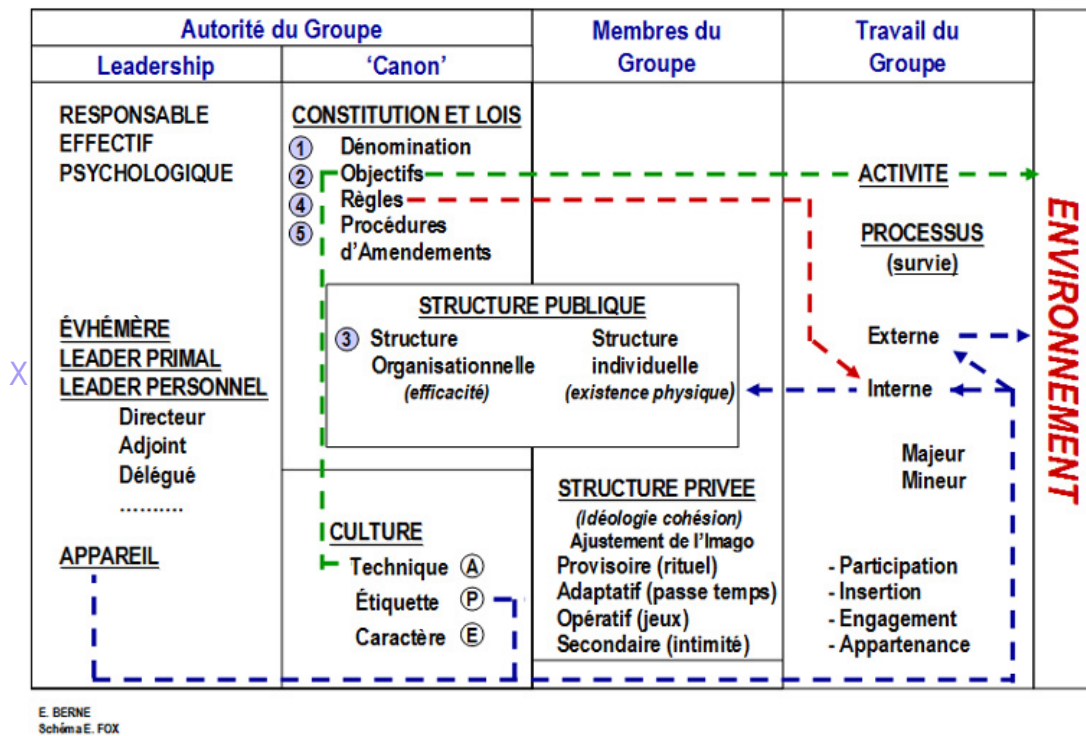 Autorité du Groupe
Leadership
‘Canon’
Membres du
Groupe
Travail du
Groupe
RESPONSABLE
EFFECTIF
PSYCHOLOGIQUE
X
ÉVHÉMÈRE
LEADER PRIMAL
LEADER PERSONNEL
Directeur
Adjoint
Délégué
..........
APPAREIL
CONSTITUTION ET LOIS
1 Dénomination
2 Objectifs
4 Règles
5 Procédures
d’Amendements
STRUCTURE PUBLIQUE
3 Structure
Organisationnelle
(efficacité)
Structure
individuelle
(existence physique)
CULTURE
Technique A
Étiquette P
Caractère E
STRUCTURE PRIVEE
(Idéologie cohésion)
Ajustement de l’Imago
Provisoire (rituel)
Adaptatif (passe temps)
Opératif (jeux)
Secondaire (intimité)
ACTIVITE
PROCESSUS
(survie)
Externe
Interne
Majeur
Mineur
- Participation
- Insertion
- Engagement
- Appartenance
ENVIRONNEMENT
E. BERNE
Schéma E. FOX